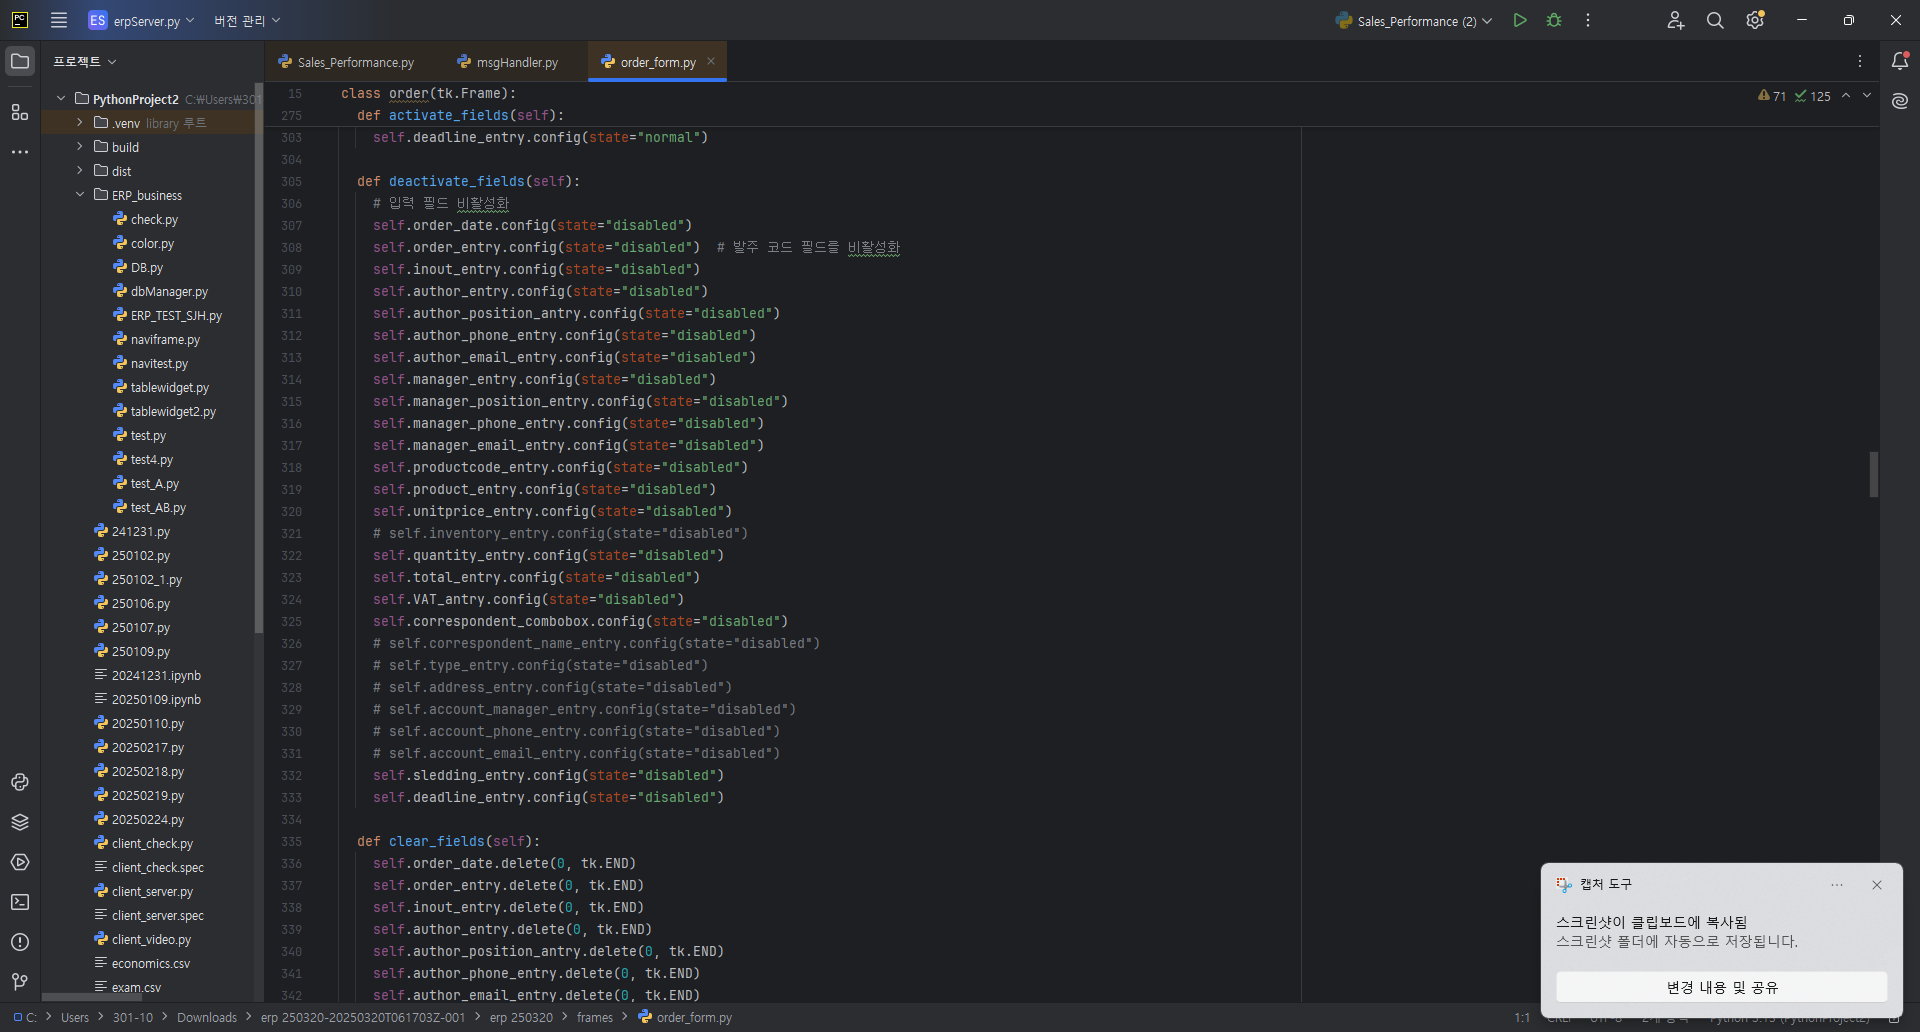 PC
ES erpServer.py
버전 관리
Sales_Performance (2)
프로젝트
Sales_Performance.py
msgHandler.py
order_form.py
PythonProject2 C:₩Users₩301
.venv library 루트
build
dist
ERP_business
check.py
color.py
DB.py
dbManager.py
ERP_TEST_SJH.py
naviframe.py
navitest.py
tablewidget.py
tablewidget2.py
test.py
test4.py
test_A.py
test_AB.py
241231.py
250102.py
250102_1.py
250106.py
250107.py
250109.py
20241231.ipynb
20250109.ipynb
20250110.py
20250217.py
20250218.py
20250219.py
20250224.py
client_check.py
client_check.spec
client_server.py
client_server.spec
client_video.py
economics.csv
exam.csv
71 125
15 class order(tk.Frame):
275 def activate_fields(self):
303 self.deadline_entry.config(state="normal")
304
305 def deactivate_fields(self):
306 # 입력 필드 비활성화
307 self.order_date.config(state="disabled")
308 self.order_entry.config(state="disabled")  # 발주 코드 필드를 비활성화
309 self.inout_entry.config(state="disabled")
310 self.author_entry.config(state="disabled")
311 self.author_position_antry.config(state="disabled")
312 self.author_phone_entry.config(state="disabled")
313 self.author_email_entry.config(state="disabled")
314 self.manager_entry.config(state="disabled")
315 self.manager_position_entry.config(state="disabled")
316 self.manager_phone_entry.config(state="disabled")
317 self.manager_email_entry.config(state="disabled")
318 self.productcode_entry.config(state="disabled")
319 self.product_entry.config(state="disabled")
320 self.unitprice_entry.config(state="disabled")
321 # self.inventory_entry.config(state="disabled")
322 self.quantity_entry.config(state="disabled")
323 self.total_entry.config(state="disabled")
324 self.VAT_antry.config(state="disabled")
325 self.correspondent_combobox.config(state="disabled")
326 # self.correspondent_name_entry.config(state="disabled")
327 # self.type_entry.config(state="disabled")
328 # self.address_entry.config(state="disabled")
329 # self.account_manager_entry.config(state="disabled")
330 # self.account_phone_entry.config(state="disabled")
331 # self.account_email_entry.config(state="disabled")
332 self.sledding_entry.config(state="disabled")
333 self.deadline_entry.config(state="disabled")
334
335 def clear_fields(self):
336 self.order_date.delete(0, tk.END)
337 self.order_entry.delete(0, tk.END)
338 self.inout_entry.delete(0, tk.END)
339 self.author_entry.delete(0, tk.END)
340 self.author_position_antry.delete(0, tk.END)
341 self.author_phone_entry.delete(0, tk.END)
342 self.author_email_entry.delete(0, tk.END)
캡처 도구
스크린샷이 클립보드에 복사됨
스크린샷 폴더에 자동으로 저장됩니다.
변경 내용 및 공유
C: > Users > 301-10 > Downloads > erp 250320-20250320T061703Z-001 > erp 250320 > frames > order_form.py
1:1